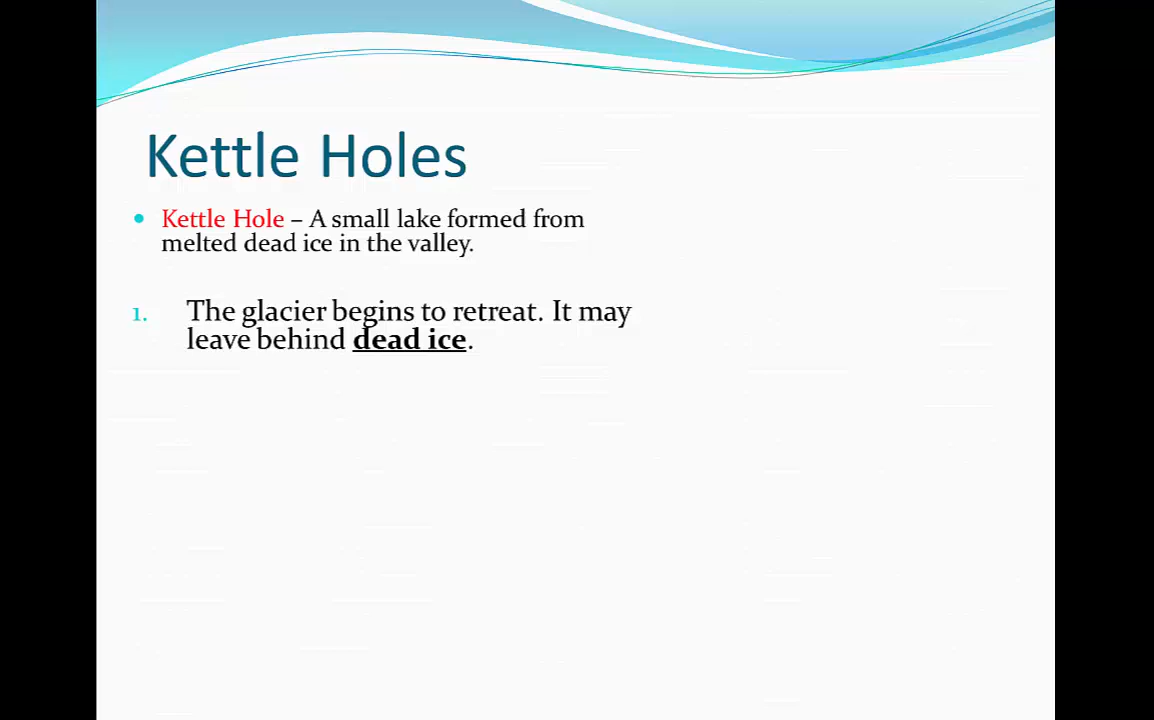 Kettle Holes
• Kettle Hole – A small lake formed from
melted dead ice in the valley.
1. The glacier begins to retreat. It may
leave behind dead ice.